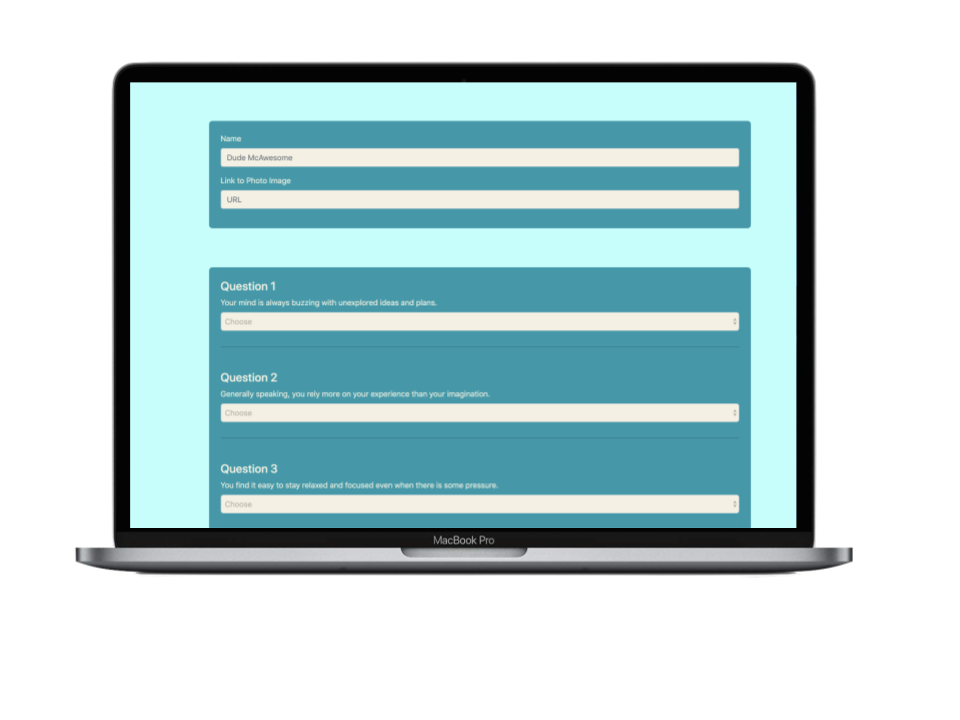 Name
Dude McAwesome
Link to Photo Image
URL
Question 1
Your mind is always buzzing with unexplored ideas and plans.
Choose
Question 2
Generally speaking, you rely more on your experience than your imagination.
Choose
Question 3
You find it easy to stay relaxed and focused even when there is some pressure.
Choose
MacBook Pro